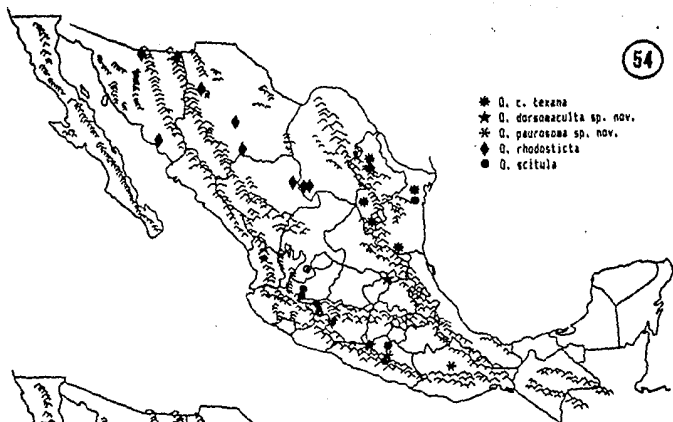 54
O. c. texana
O. dorsomaculta sp. nov.
O. paurosoma sp. nov.
O. rhodosticta
O. scitula